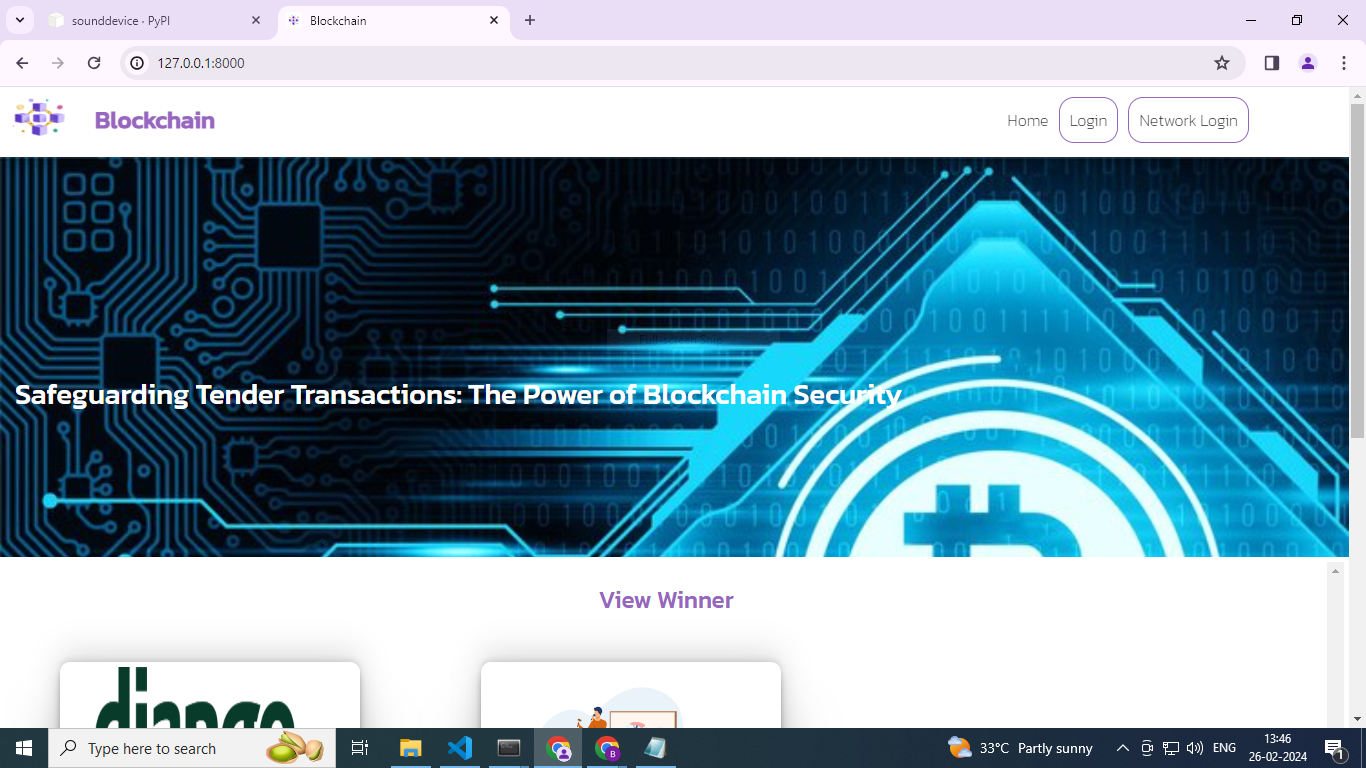 sounddevice · PyPI
Blockchain
127.0.0.1:8000
Blockchain
Home
Login
Network Login
Safeguarding Tender Transactions: The Power of Blockchain Security
View Winner
django
Type here to search
33°C Partly sunny
ENG
13:46
26-02-2024
1
B